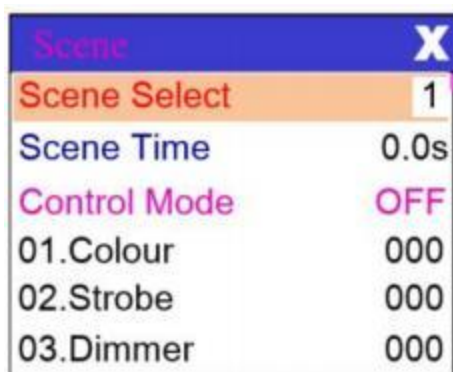 Scene X
Scene Select 1
Scene Time 0.0s
Control Mode OFF
01.Colour 000
02.Strobe 000
03.Dimmer 000